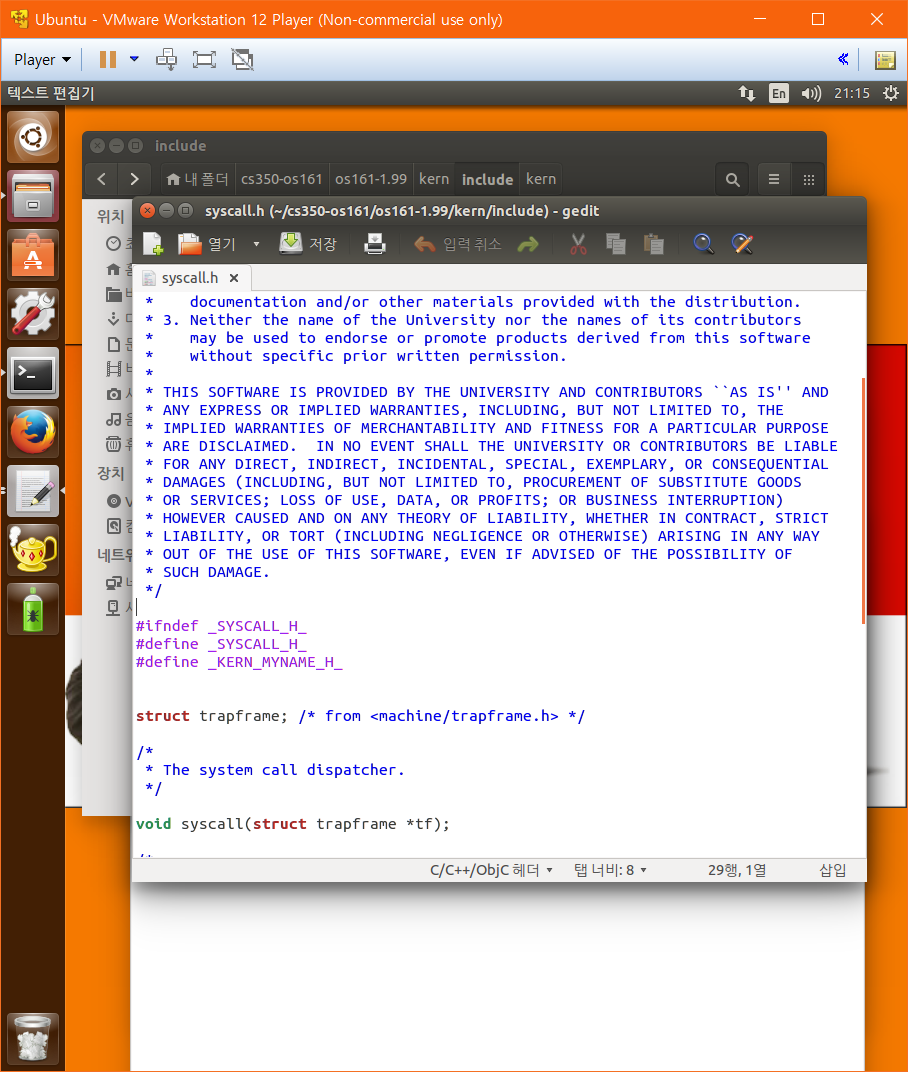 Ubuntu - VMware Workstation 12 Player (Non-commercial use only)
Player
텍스트 편집기
En
21:15
include
내 폴더 cs350-os161 os161-1.99 kern include kern
위치
장치
네트워
syscall.h (~/cs350-os161/os161-1.99/kern/include) - gedit
열기 저장 입력 취소
syscall.h
 *    documentation and/or other materials provided with the distribution.
 * 3. Neither the name of the University nor the names of its contributors
 *    may be used to endorse or promote products derived from this software
 *    without specific prior written permission.
 *
 * THIS SOFTWARE IS PROVIDED BY THE UNIVERSITY AND CONTRIBUTORS ``AS IS'' AND
 * ANY EXPRESS OR IMPLIED WARRANTIES, INCLUDING, BUT NOT LIMITED TO, THE
 * IMPLIED WARRANTIES OF MERCHANTABILITY AND FITNESS FOR A PARTICULAR PURPOSE
 * ARE DISCLAIMED.  IN NO EVENT SHALL THE UNIVERSITY OR CONTRIBUTORS BE LIABLE
 * FOR ANY DIRECT, INDIRECT, INCIDENTAL, SPECIAL, EXEMPLARY, OR CONSEQUENTIAL
 * DAMAGES (INCLUDING, BUT NOT LIMITED TO, PROCUREMENT OF SUBSTITUTE GOODS
 * OR SERVICES; LOSS OF USE, DATA, OR PROFITS; OR BUSINESS INTERRUPTION)
 * HOWEVER CAUSED AND ON ANY THEORY OF LIABILITY, WHETHER IN CONTRACT, STRICT
 * LIABILITY, OR TORT (INCLUDING NEGLIGENCE OR OTHERWISE) ARISING IN ANY WAY
 * OUT OF THE USE OF THIS SOFTWARE, EVEN IF ADVISED OF THE POSSIBILITY OF
 * SUCH DAMAGE.
 */
#ifndef _SYSCALL_H_
#define _SYSCALL_H_
#define _KERN_MYNAME_H_
struct trapframe; /* from <machine/trapframe.h> */
/*
 * The system call dispatcher.
 */
void syscall(struct trapframe *tf);
C/C++/ObjC 헤더 탭 너비: 8 29행, 1열 삽입